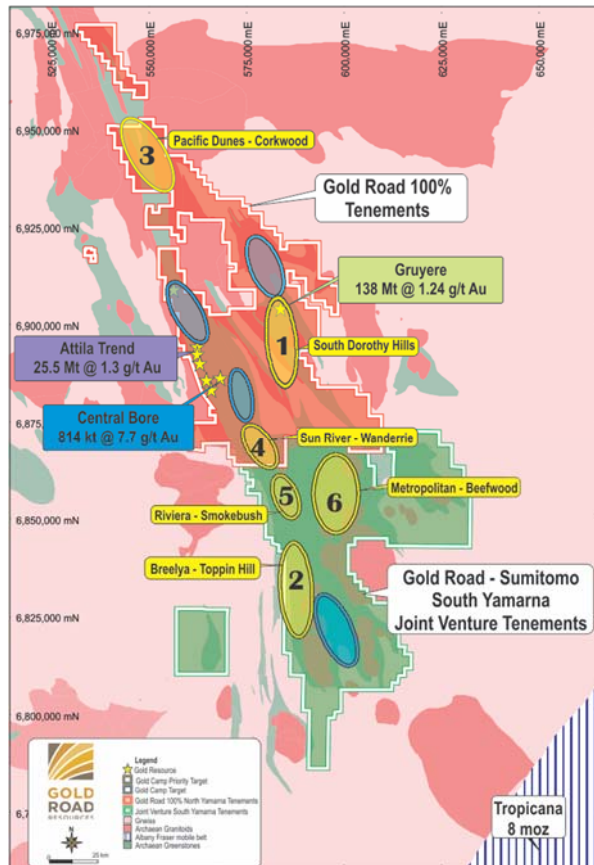 525,000 mE
550,000 mE
575,000 mE
600,000 mE
650,000 mE
6,975,000 mN
6,950,000 mN
Pacific Dunes - Corkwood
3
Gold Road 100%
Tenements
6,925,000 mN
Gruyere
138 Mt @ 1.24 g/t Au
6,900,000 mN
1
South Dorothy Hills
Attila Trend
25.5 Mt @ 1.3 g/t Au
Central Bore
814 kt @ 7.7 g/t Au
6,875,000 mN
4
Sun River - Wanderrie
5
6
Metropolitan - Beefwood
6,850,000 mN
Riviera - Smokebush
Breelya - Toppin Hill
2
Gold Road - Sumitomo
South Yamarna
Joint Venture Tenements
6,825,000 mN
6,800,000 mN
Legend
Gold Resource
Gold Camp Priority Target
Gold Camp Target
Gold Road 100% North Yamarna Tenements
Joint Venture South Yamarna Tenements
Gneiss
Archaean Granitoids
Albany Fraser mobile belt
Archaean Greenstones
GOLD
ROAD
RESOURCES
N
0
25 km
Tropicana
8 moz